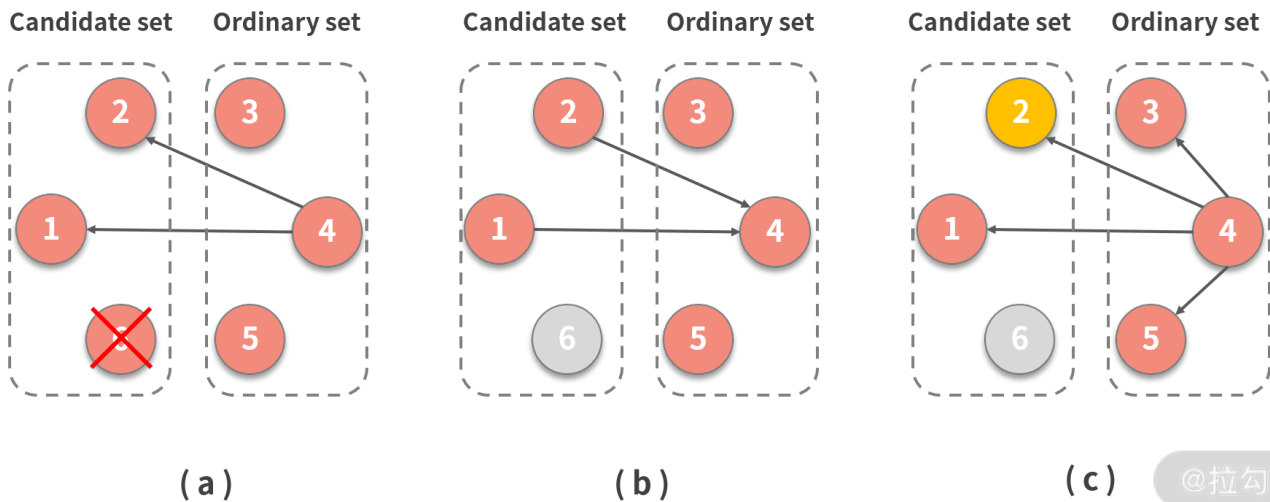 Candidate set Ordinary set Candidate set Ordinary set Candidate set Ordinary set
2 3 2 3 2 3
1 4 1 4 1 4
5 6 5 6 5
( a ) ( b ) ( c )
@拉勾